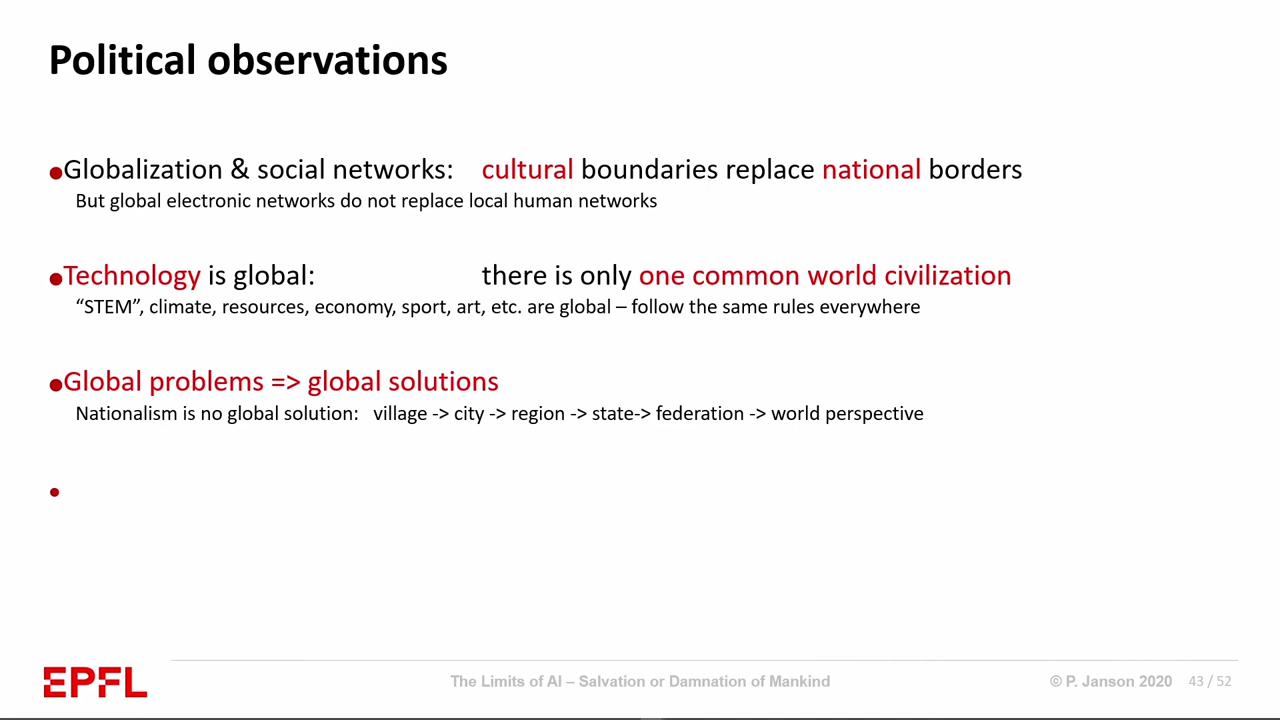 Political observations
•Globalization & social networks: cultural boundaries replace national borders
But global electronic networks do not replace local human networks
•Technology is global: there is only one common world civilization
“STEM”, climate, resources, economy, sport, art, etc. are global – follow the same rules everywhere
•Global problems => global solutions
Nationalism is no global solution: village -> city -> region -> state-> federation -> world perspective
•
EPFL
The Limits of AI – Salvation or Damnation of Mankind
© P. Janson 2020 43 / 52